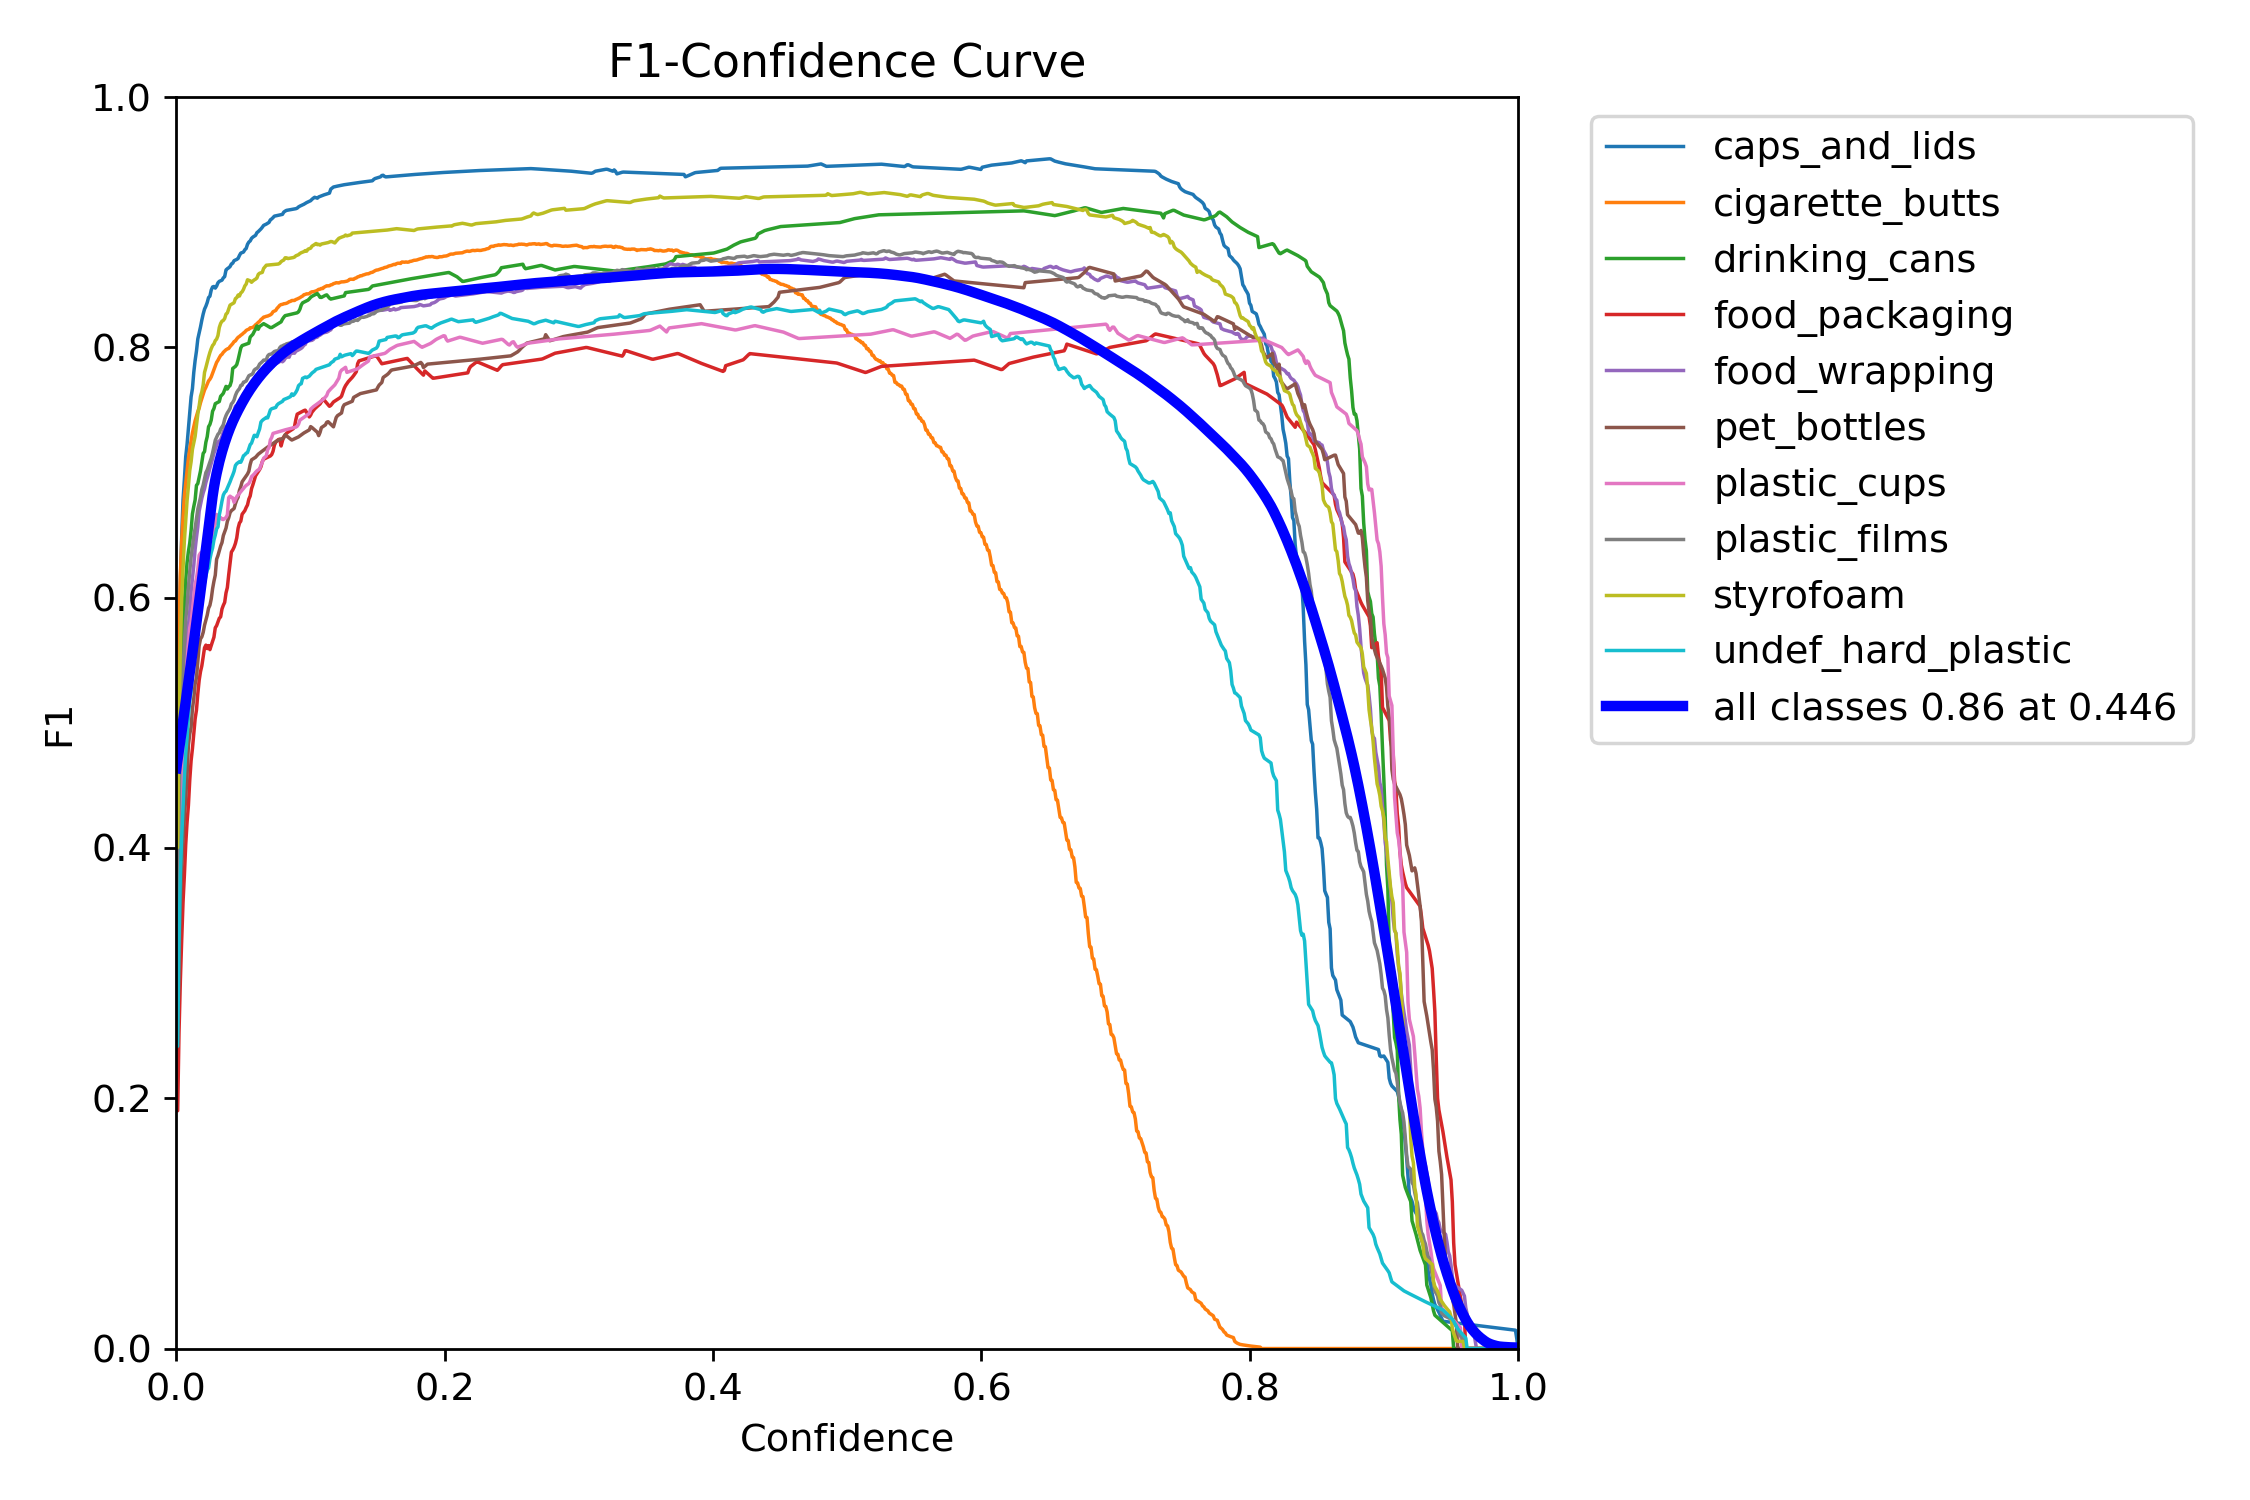 F1-Confidence Curve
1.0
0.8
0.6
0.4
0.2
0.0
F1
0.0 0.2 0.4 0.6 0.8 1.0
Confidence
caps_and_lids
cigarette_butts
drinking_cans
food_packaging
food_wrapping
pet_bottles
plastic_cups
plastic_films
styrofoam
undef_hard_plastic
all classes 0.86 at 0.446